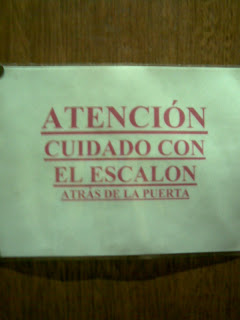 ATENCIÓN
CUIDADO CON
EL ESCALON
ATRÁS DE LA PUERTA